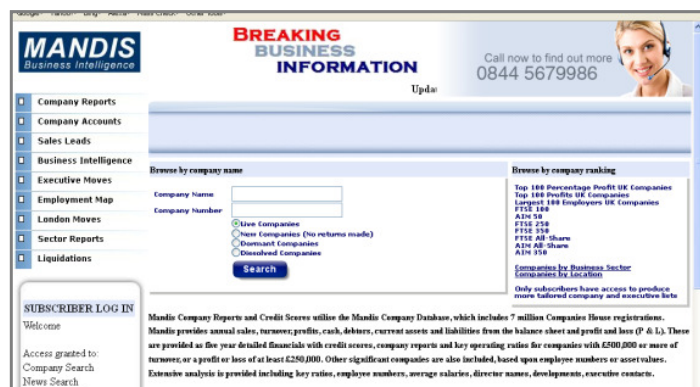 MANDIS
Business Intelligence
BREAKING
BUSINESS
INFORMATION
Call now to find out more
0844 5679986
Upda
Company Reports
Company Accounts
Sales Leads
Business Intelligence
Executive Moves
Employment Map
London Moves
Sector Reports
Liquidations
Browse by company name
Company Name
Company Number
Live Companies
New Companies (No returns made)
Dormant Companies
Dissolved Companies
Search
Browse by company ranking
Top 100 Percentage Profit UK Companies
Top 100 Profits UK Companies
Largest 100 Employers UK Companies
FTSE 100
AIM 50
FTSE 250
FTSE 350
FTSE All-Share
AIM All-Share
AIM 350
Companies by Business Sector
Companies by Location
Only subscribers have access to produce
more tailored company and executive lists
SUBSCRIBER LOG IN
Welcome
Access granted to:
Company Search
News Search
Mandis Company Reports and Credit Scores utilise the Mandis Company Database, which includes 7 million Companies House registrations.
Mandis provides annual sales, turnover, profits, cash, debtors, current assets and liabilities from the balance sheet and profit and loss (P & L). These
are provided as five year detailed financials with credit scores, company reports and key operating ratios for companies with £500,000 or more of
turnover, or a profit or loss of at least £250,000. Other significant companies are also included, based upon employee numbers or asset values.
Extensive analysis is provided including key ratios, employee numbers, average salaries, director names, developments, executive contacts.